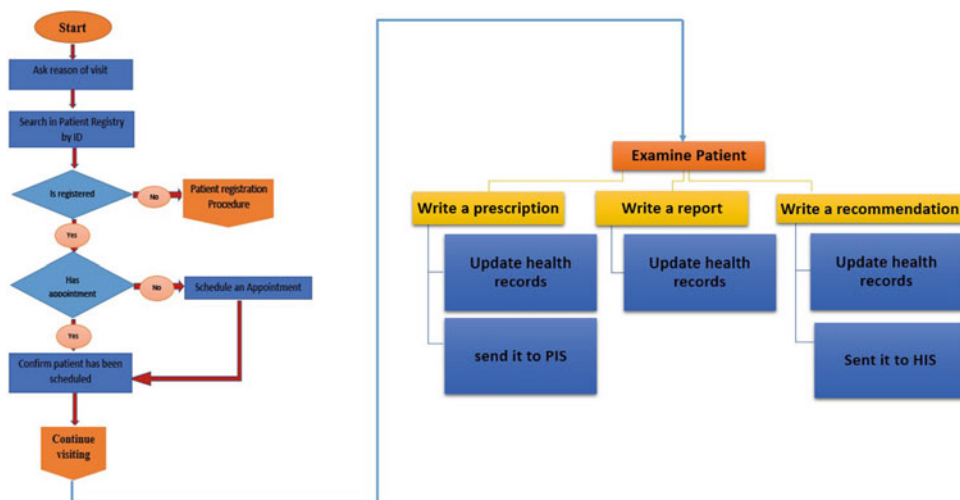 Start
Ask reason of visit
Search in Patient Registry
by ID
Is registered
No
Patient registration
Procedure
Yes
Has
appointment
No
Schedule an Appointment
Yes
Confirm patient has been
scheduled
Continue
visiting
Examine Patient
Write a prescription
Update health
records
send it to PIS
Write a report
Update health
records
Write a recommendation
Update health
records
Sent it to HIS